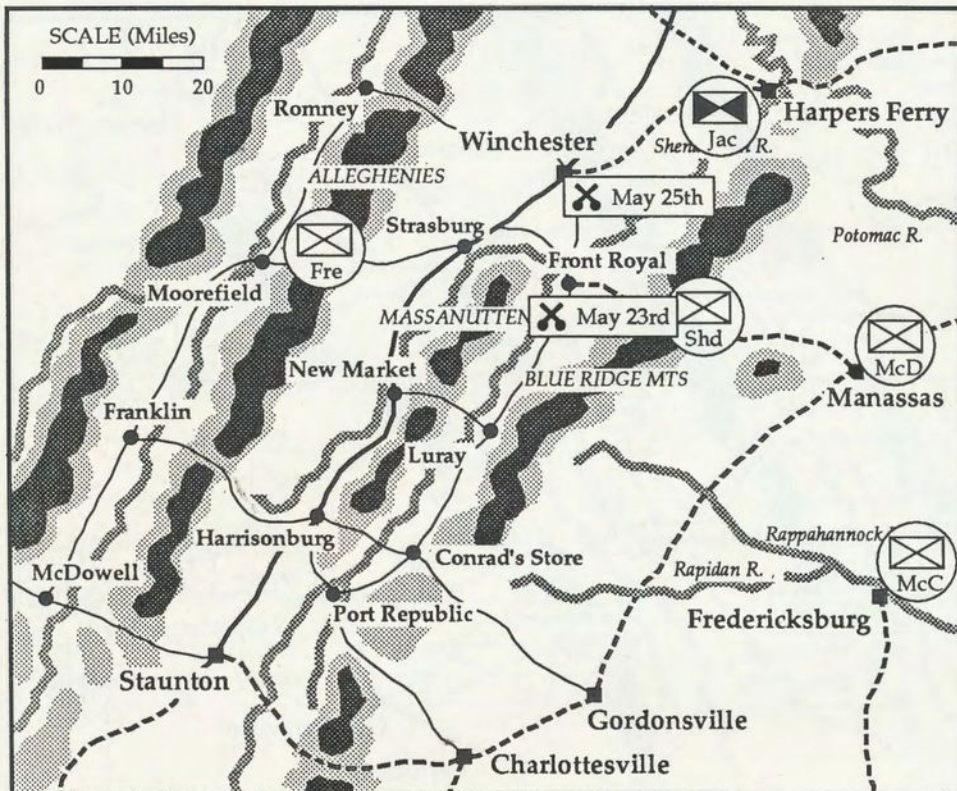 SCALE (Miles)
0 10 20
Romney
Harpers Ferry
Jac
Winchester
R.
ALLEGHENIES
May 25th
Strasburg
Potomac R.
Fre
Front Royal
Moorefield
MASSANUTTEN
May 23rd
Shd
McD
New Market
BLUE RIDGE MTS
Manassas
Franklin
Luray
Harrisonburg
Rappahannock
Conrad's Store
McDowell
Rapidan R.
McC
Port Republic
Fredericksburg
Staunton
Gordonsville
Charlottesville